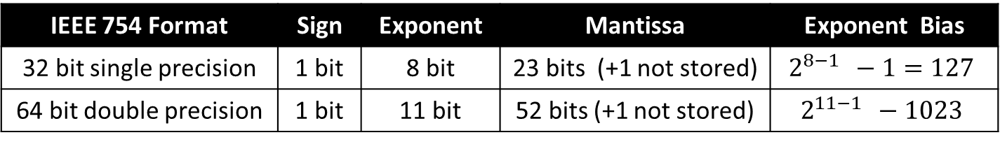 IEEE 754 Format Sign Exponent Mantissa Exponent Bias
32 bit single precision 1 bit 8 bit 23 bits (+1 not stored) 2^{8−1} − 1 = 127
64 bit double precision 1 bit 11 bit 52 bits (+1 not stored) 2^{11−1} − 1023